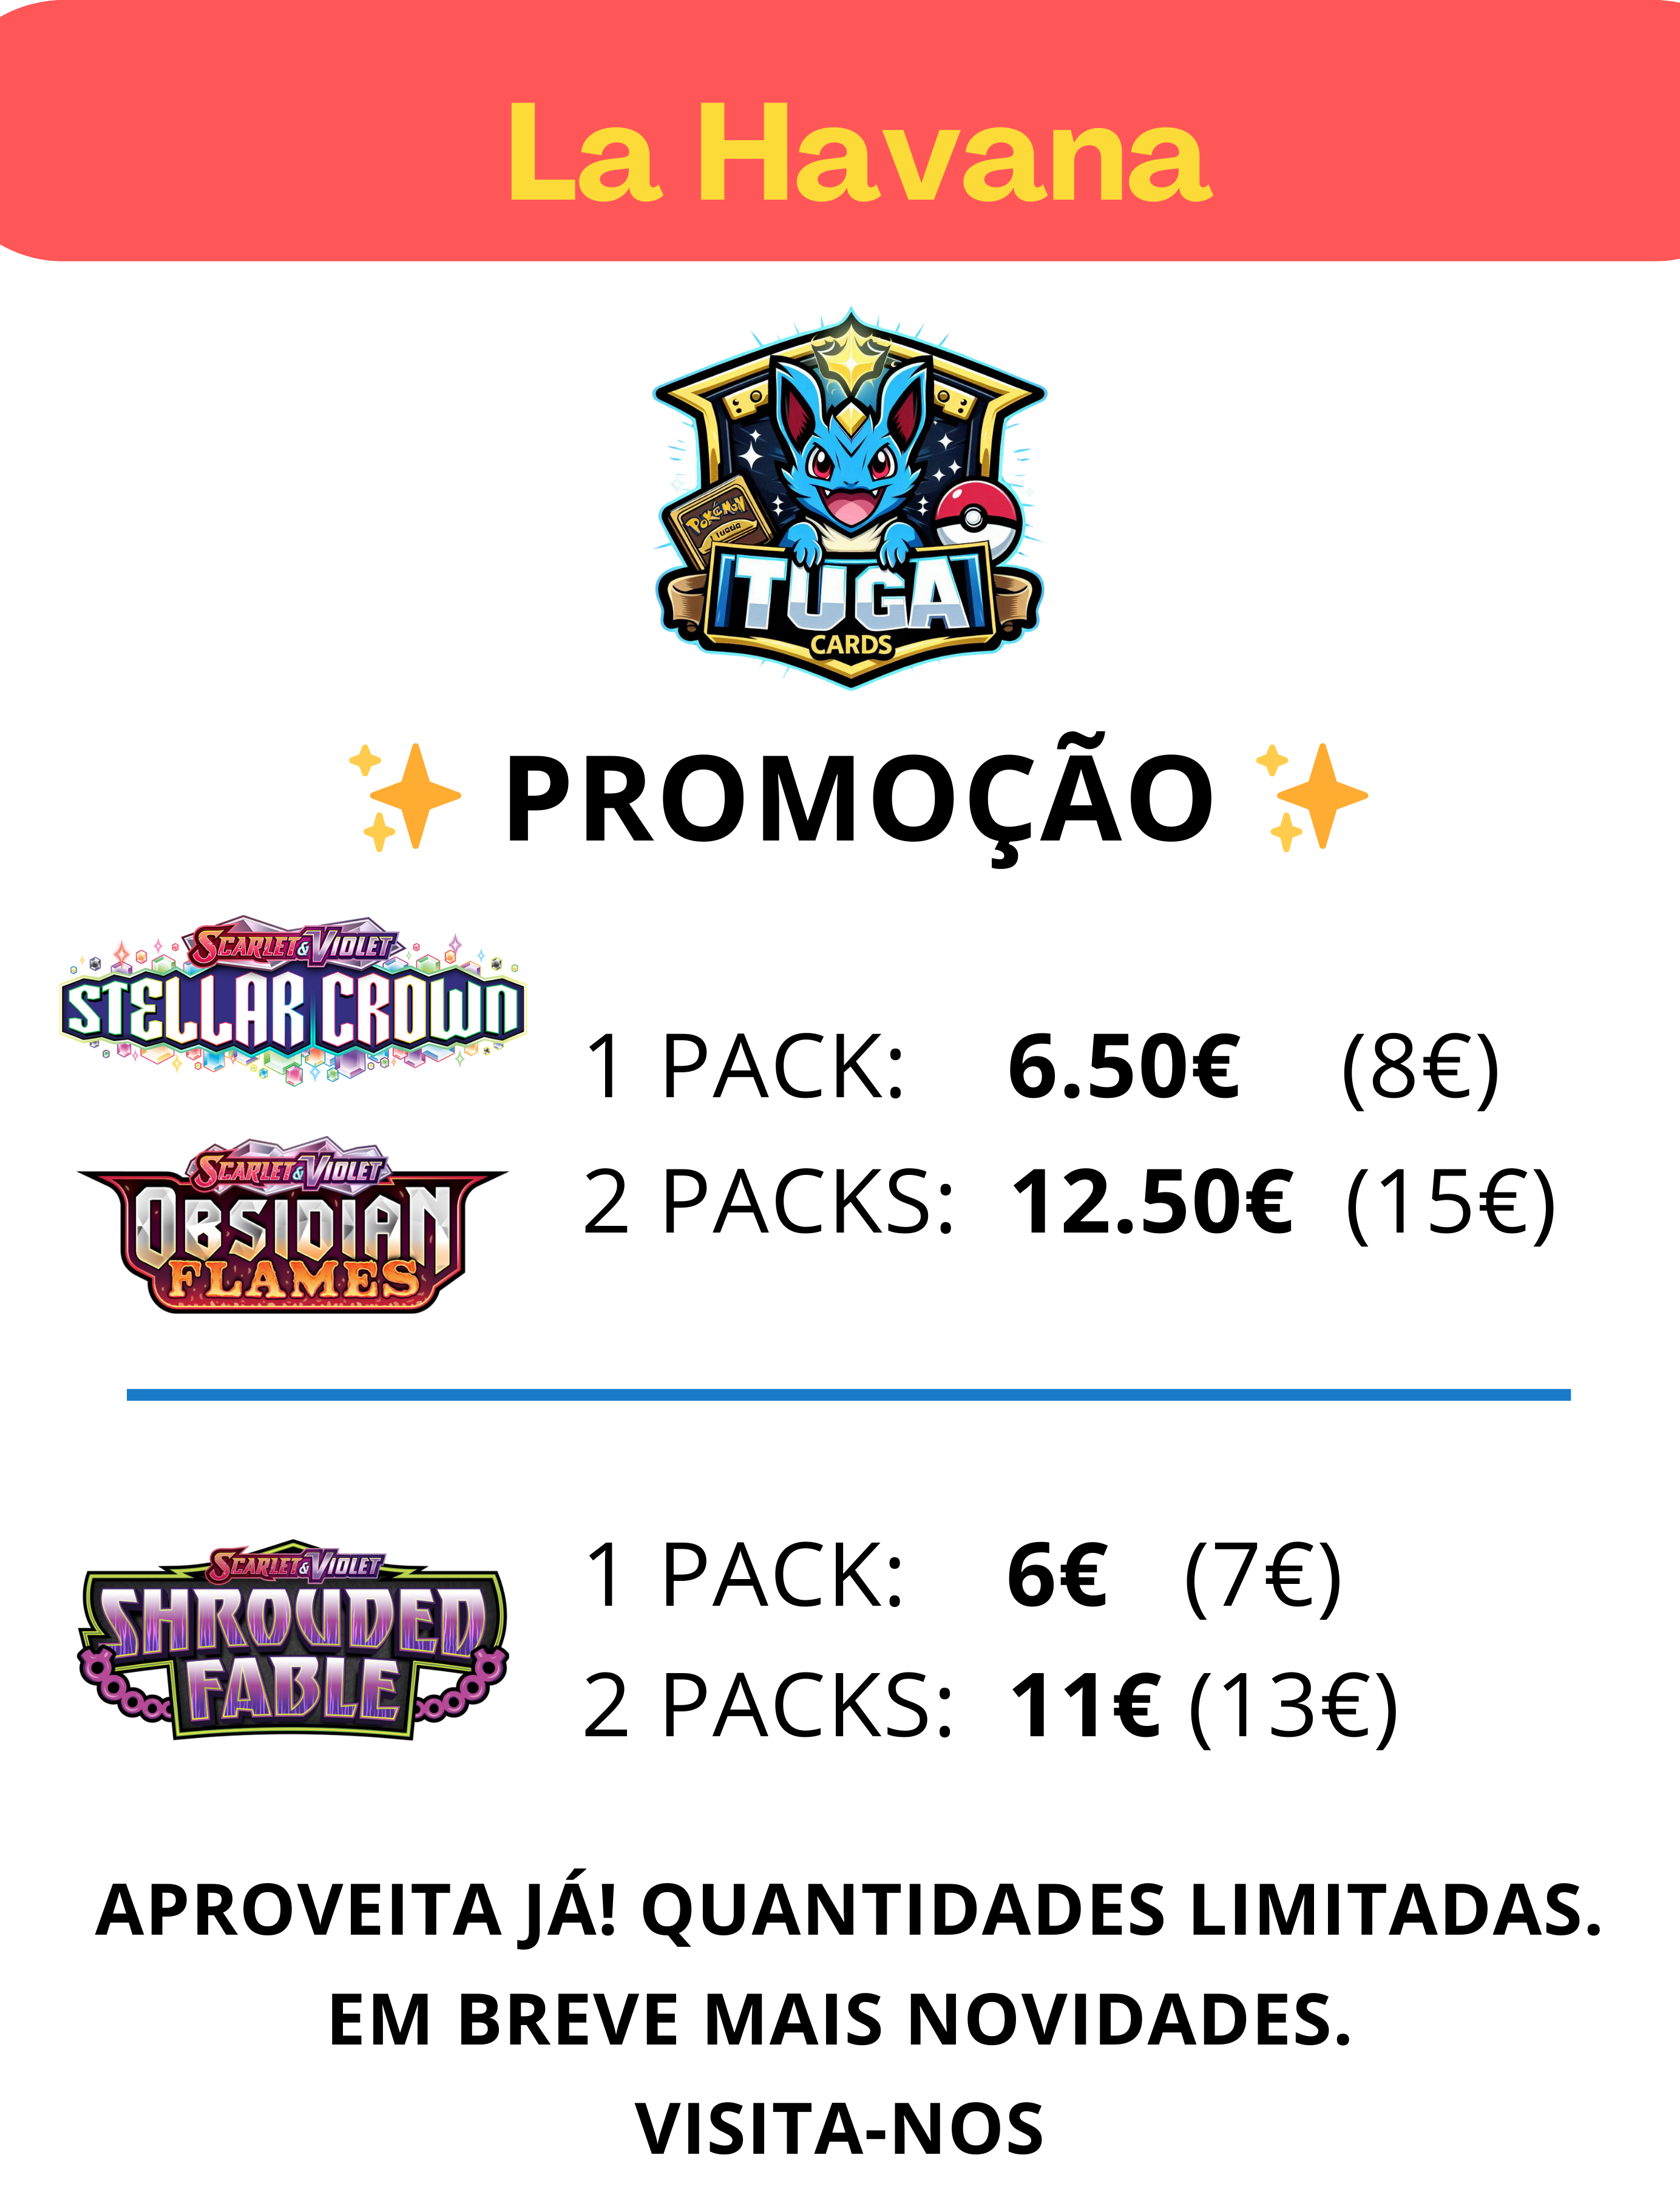 La Havana
POKéMON
TUGA
CARDS
✨ PROMOÇÃO ✨
SCARLET & VIOLET
STELLAR CROWN
1 PACK: 6.50€ (8€)
SCARLET & VIOLET
OBSIDIAN
FLAMES
2 PACKS: 12.50€ (15€)
SCARLET & VIOLET
SHROUDED
FABLE
1 PACK: 6€ (7€)
2 PACKS: 11€ (13€)
APROVEITA JÁ! QUANTIDADES LIMITADAS.
EM BREVE MAIS NOVIDADES.
VISITA-NOS